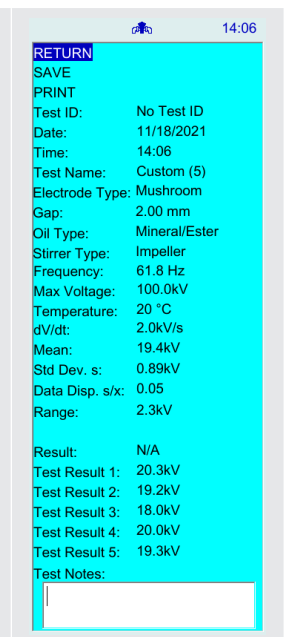 14:06
RETURN
SAVE
PRINT
Test ID: No Test ID
Date: 11/18/2021
Time: 14:06
Test Name: Custom (5)
Electrode Type: Mushroom
Gap: 2.00 mm
Oil Type: Mineral/Ester
Stirrer Type: Impeller
Frequency: 61.8 Hz
Max Voltage: 100.0kV
Temperature: 20 °C
dV/dt: 2.0kV/s
Mean: 19.4kV
Std Dev. s: 0.89kV
Data Disp. s/x: 0.05
Range: 2.3kV
Result: N/A
Test Result 1: 20.3kV
Test Result 2: 19.2kV
Test Result 3: 18.0kV
Test Result 4: 20.0kV
Test Result 5: 19.3kV
Test Notes: